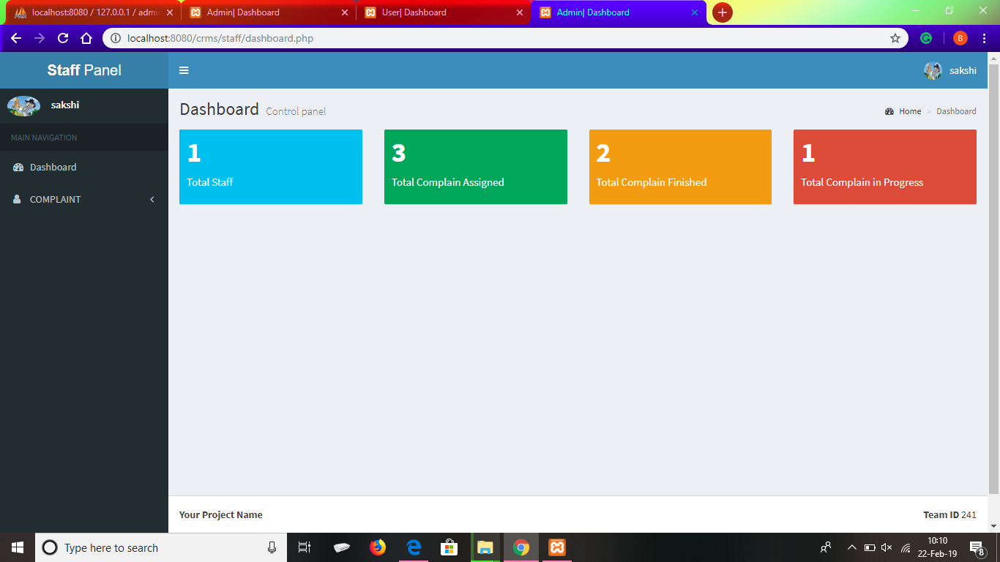 localhost:8080 / 127.0.0.1 / admi
Admin| Dashboard
User| Dashboard
Admin| Dashboard
localhost:8080/crms/staff/dashboard.php
B
Staff Panel
sakshi
sakshi
MAIN NAVIGATION
Dashboard
COMPLAINT
Dashboard Control panel
Home > Dashboard
1
Total Staff
3
Total Complain Assigned
2
Total Complain Finished
1
Total Complain in Progress
Your Project Name
Team ID 241
Type here to search
10:10
22-Feb-19
8